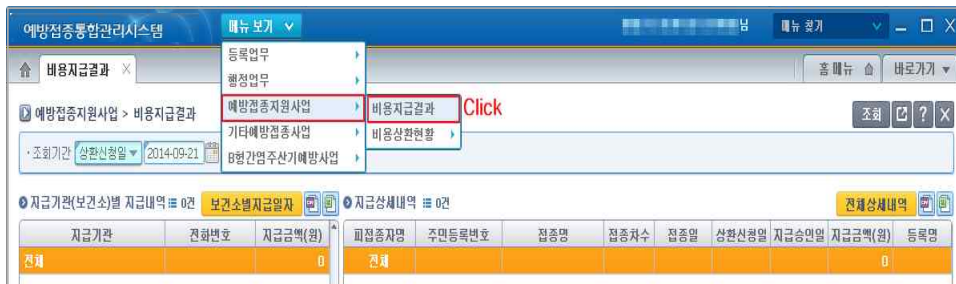 예방접종통합관리시스템 메뉴 보기 님 메뉴 찾기
비용지급결과 홈메뉴 바로가기
등록업무
행정업무
예방접종지원사업 비용지급결과 Click
기타예방접종사업 비용상환현황
B형간염주산기예방사업
예방접종지원사업 > 비용지급결과 조회
조회기간 상환신청일 2014-09-21
지급기관(보건소)별 지급내역 0건 보건소별지급일자 지급상세내역 0건 전체상세내역
지급기관 전화번호 지급금액(원) 피접종자명 주민등록번호 접종명 접종차수 접종일 상환신청일 지급승인일 지급금액(원) 등록명
전체 0 전체 0